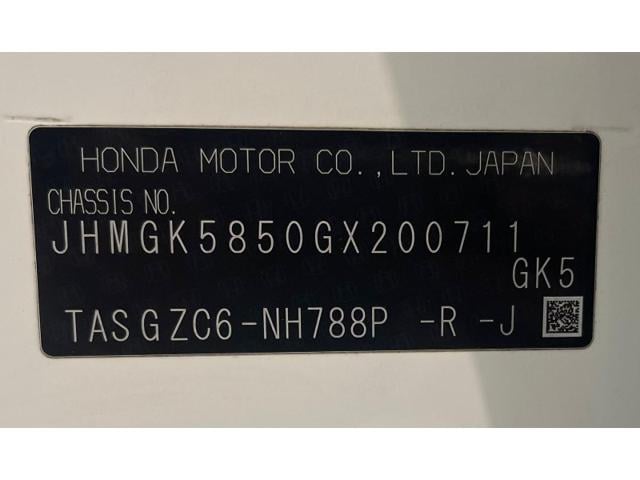 HONDA MOTOR CO.,LTD.JAPAN
CHASSIS NO.
JHMGK5850GX200711
GK5
TASGZC6-NH788P -R -J